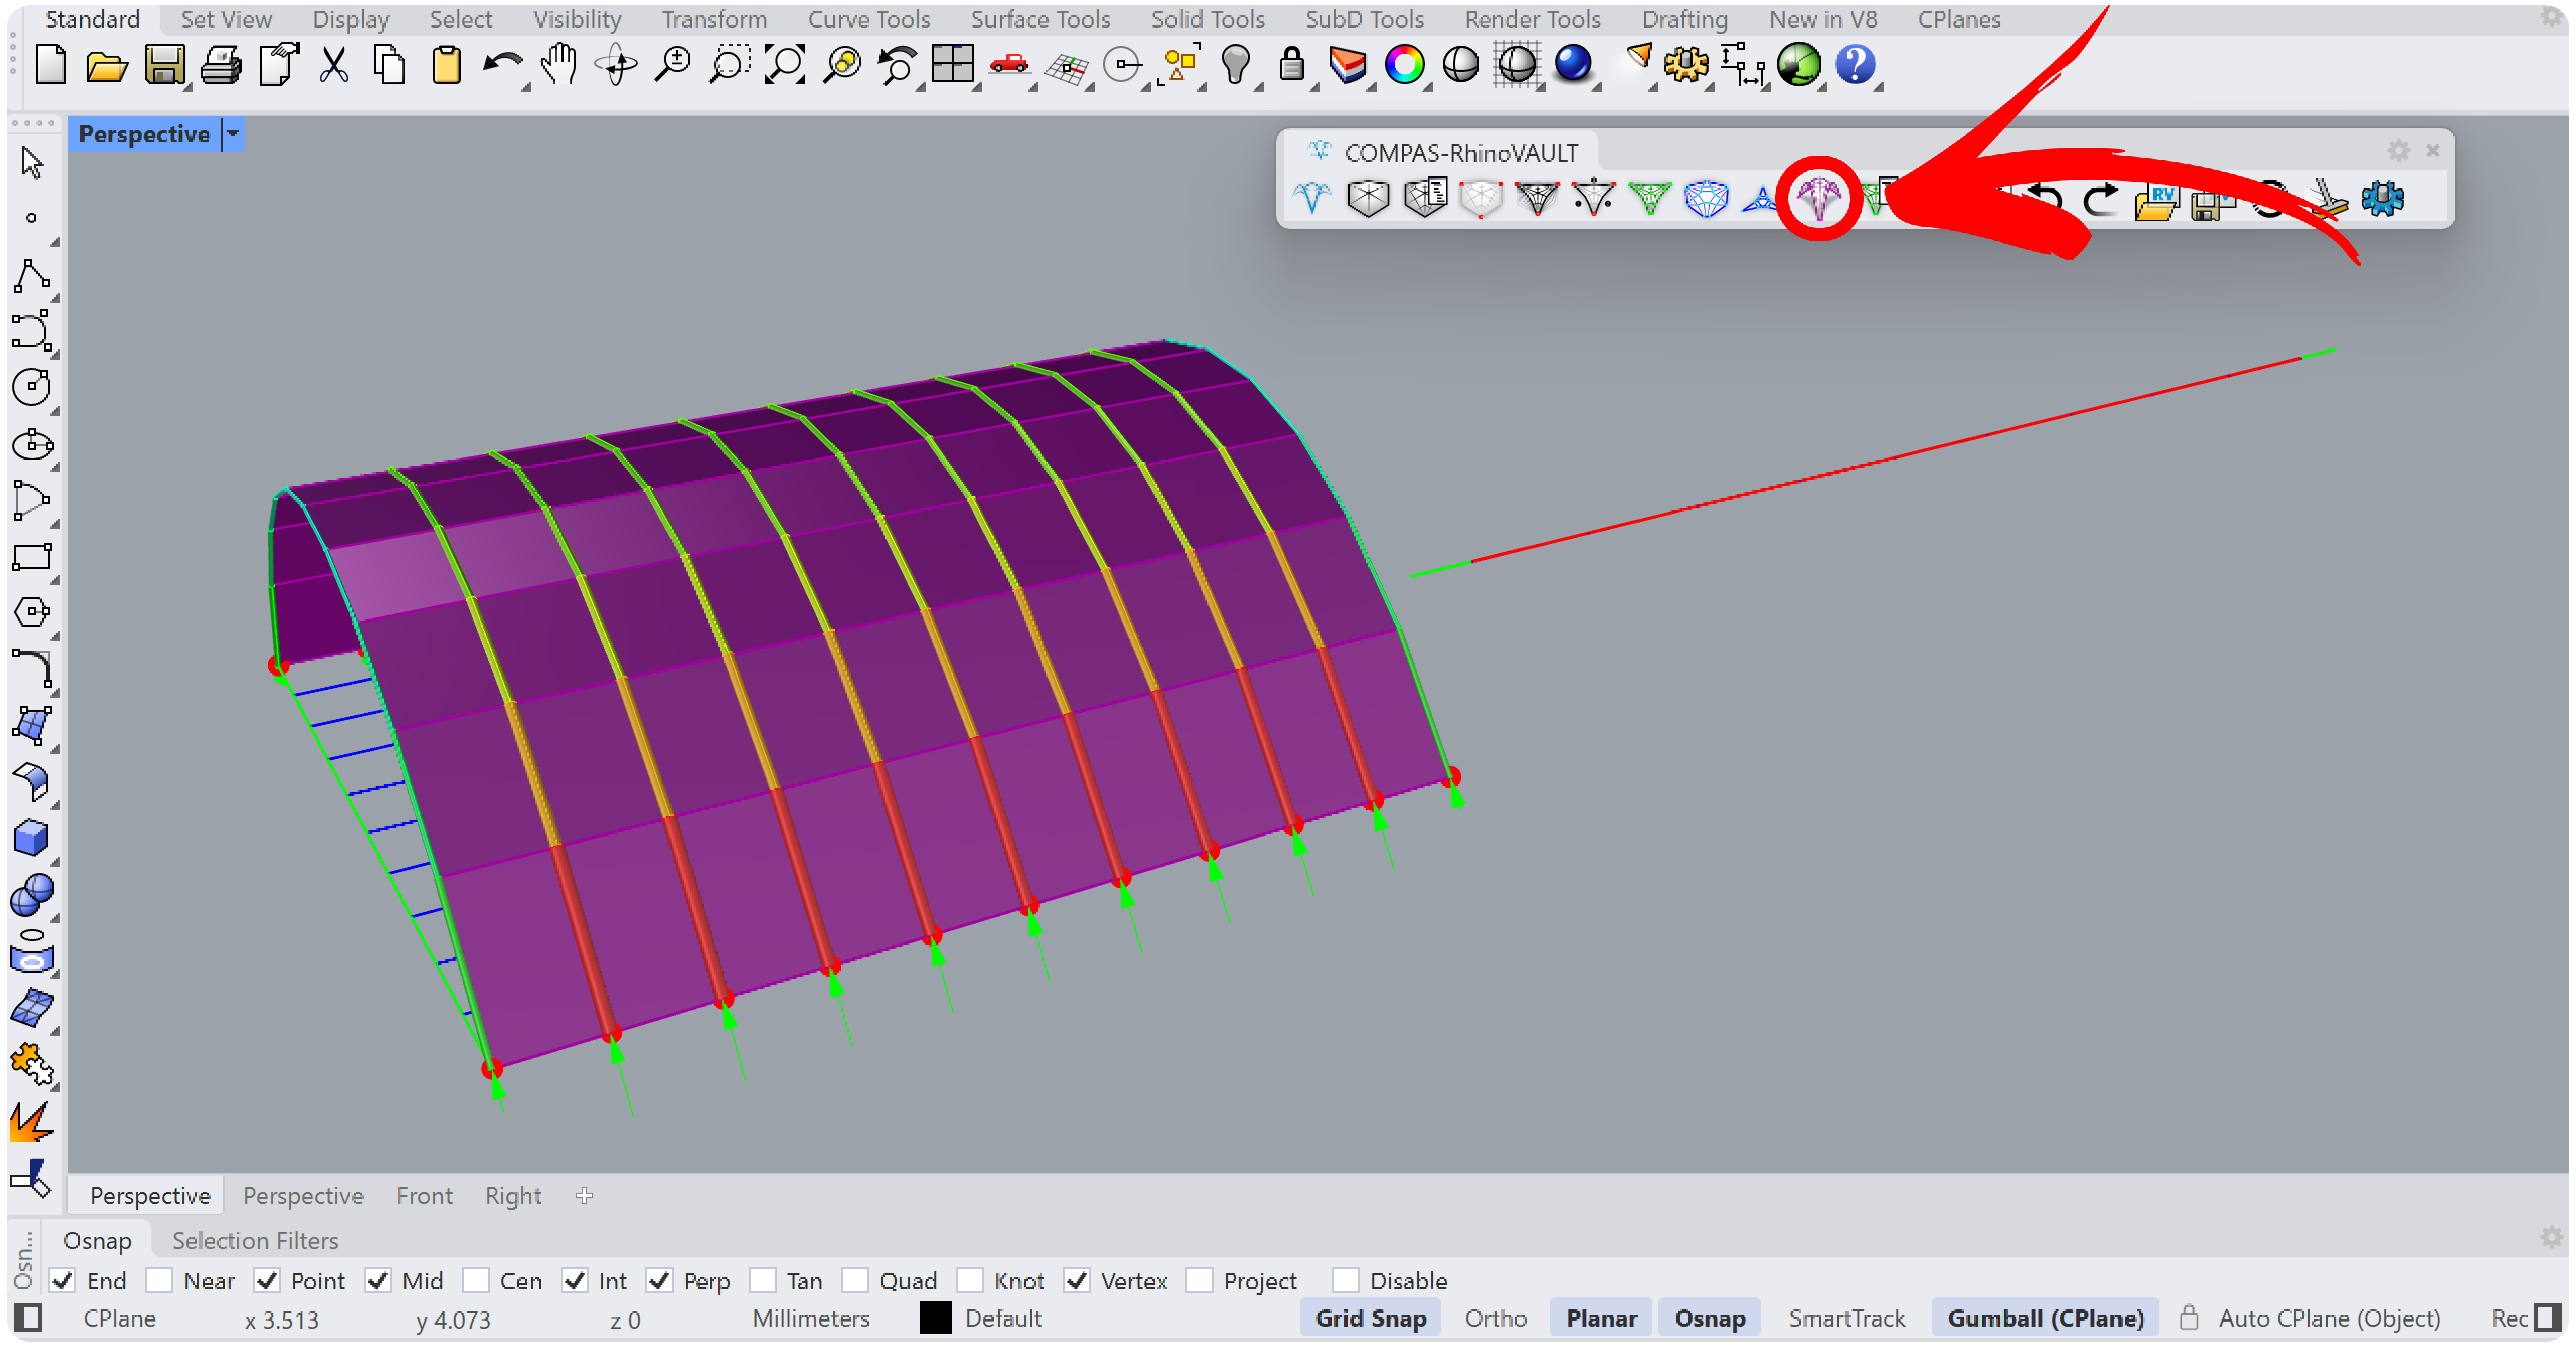 Standard Set View Display Select Visibility Transform Curve Tools Surface Tools Solid Tools SubD Tools Render Tools Drafting New in V8 CPlanes
Perspective
COMPAS-RhinoVAULT
RV
Perspective Perspective Front Right
Osnap Selection Filters
Osn...
End Near Point Mid Cen Int Perp Tan Quad Knot Vertex Project Disable
CPlane x 3.513 y 4.073 z 0 Millimeters Default Grid Snap Ortho Planar Osnap SmartTrack Gumball (CPlane) Auto CPlane (Object) Rec